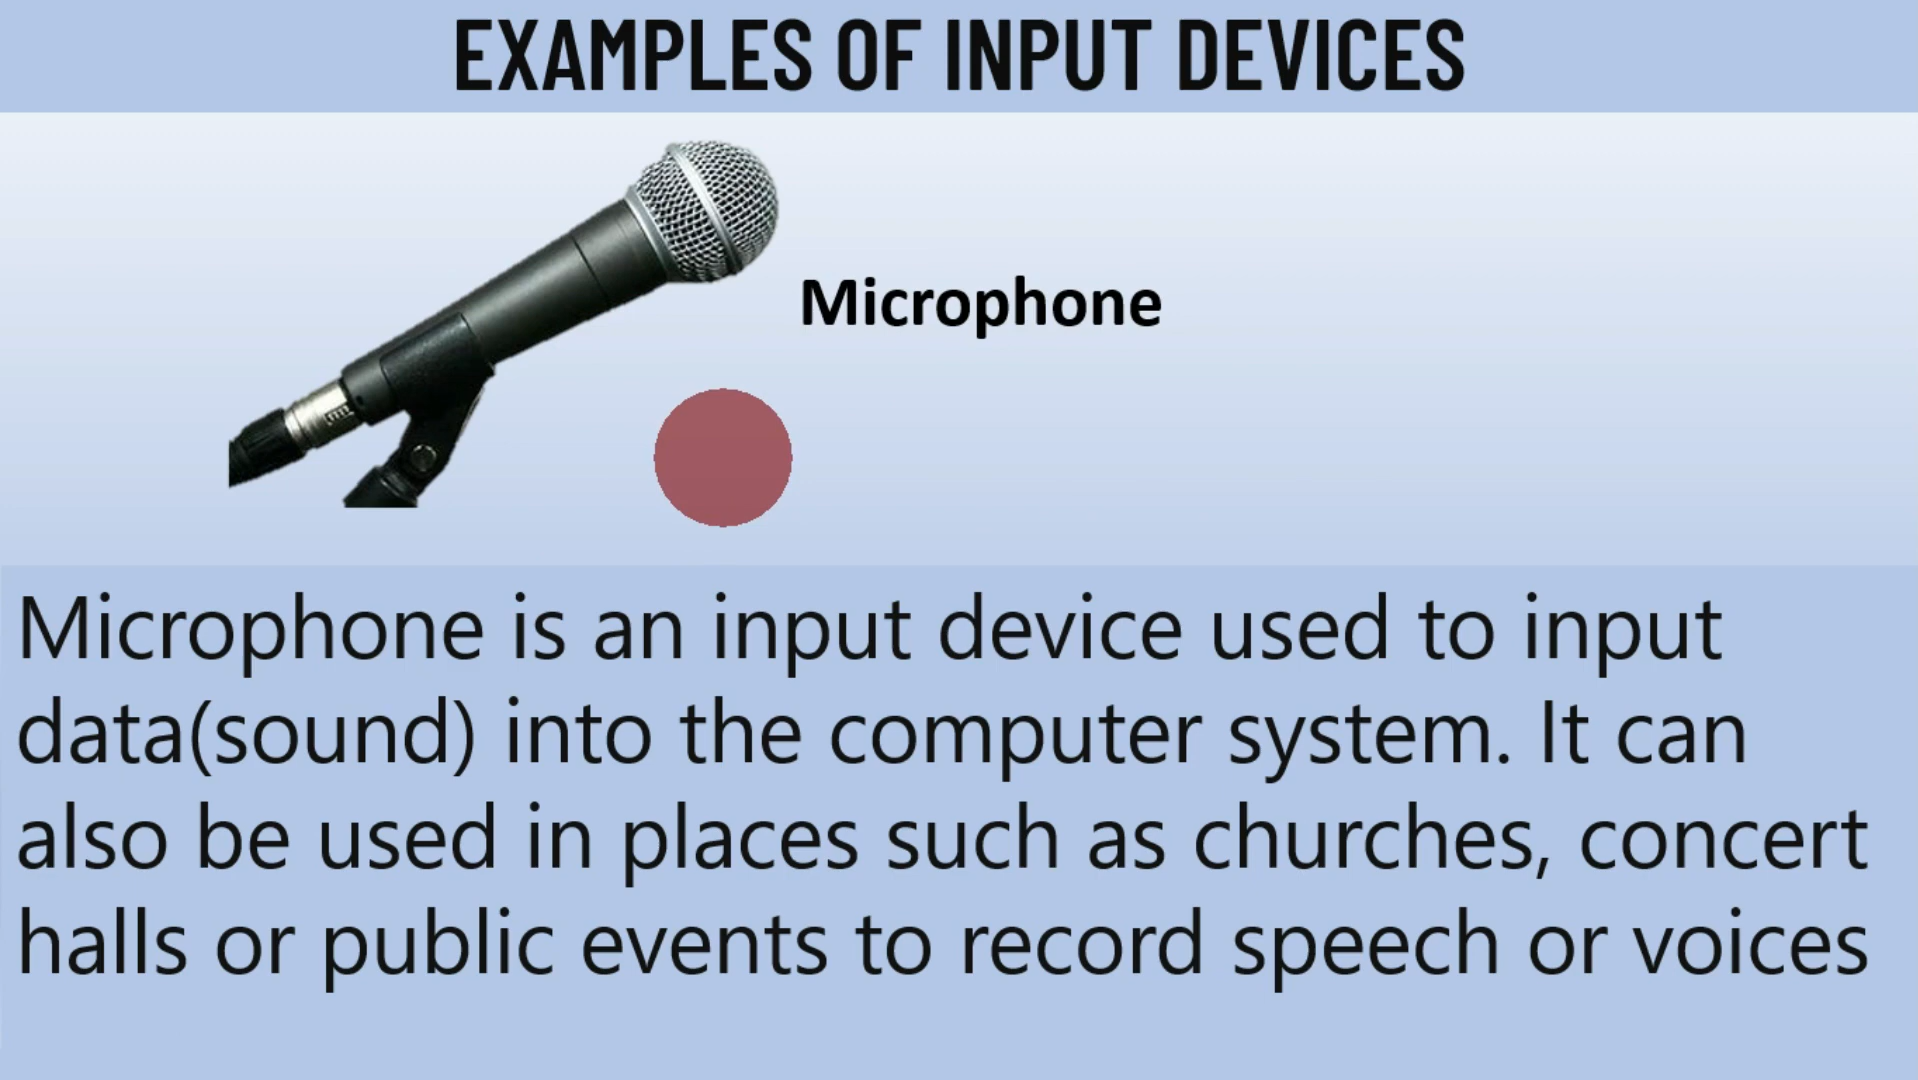 EXAMPLES OF INPUT DEVICES
Microphone
Microphone is an input device used to input
data(sound) into the computer system. It can
also be used in places such as churches, concert
halls or public events to record speech or voices